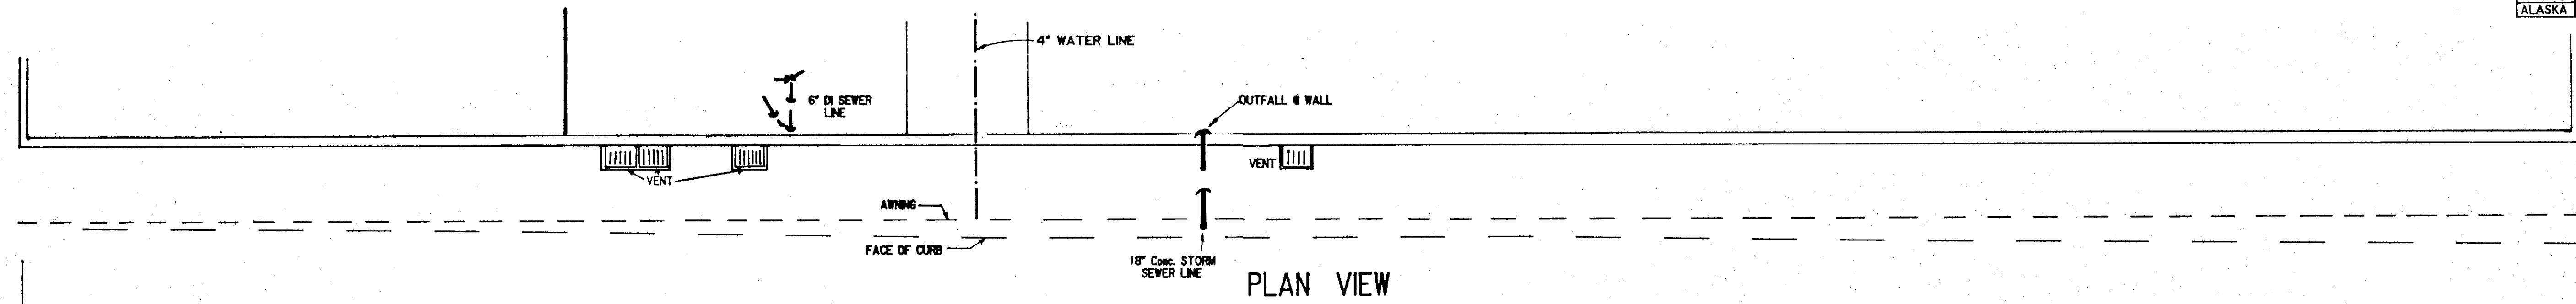 ALASKA
4" WATER LINE
6" DI SEWER
LINE
OUTFALL @ WALL
VENT
VENT
AWNING
FACE OF CURB
18" Conc. STORM
SEWER LINE
PLAN VIEW